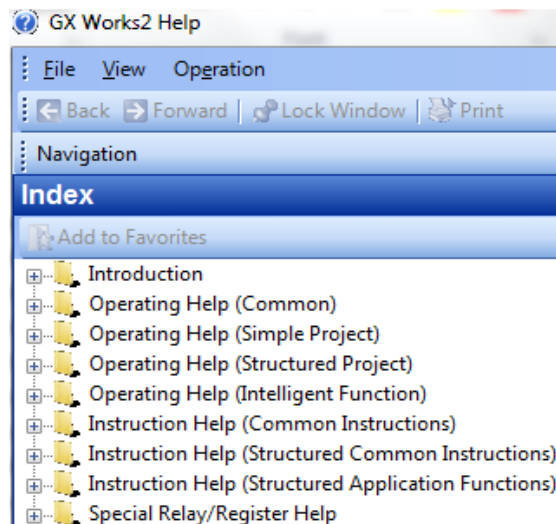 GX Works2 Help
File View Operation
Back Forward Lock Window Print
Navigation
Index
Add to Favorites
Introduction
Operating Help (Common)
Operating Help (Simple Project)
Operating Help (Structured Project)
Operating Help (Intelligent Function)
Instruction Help (Common Instructions)
Instruction Help (Structured Common Instructions)
Instruction Help (Structured Application Functions)
Special Relay/Register Help